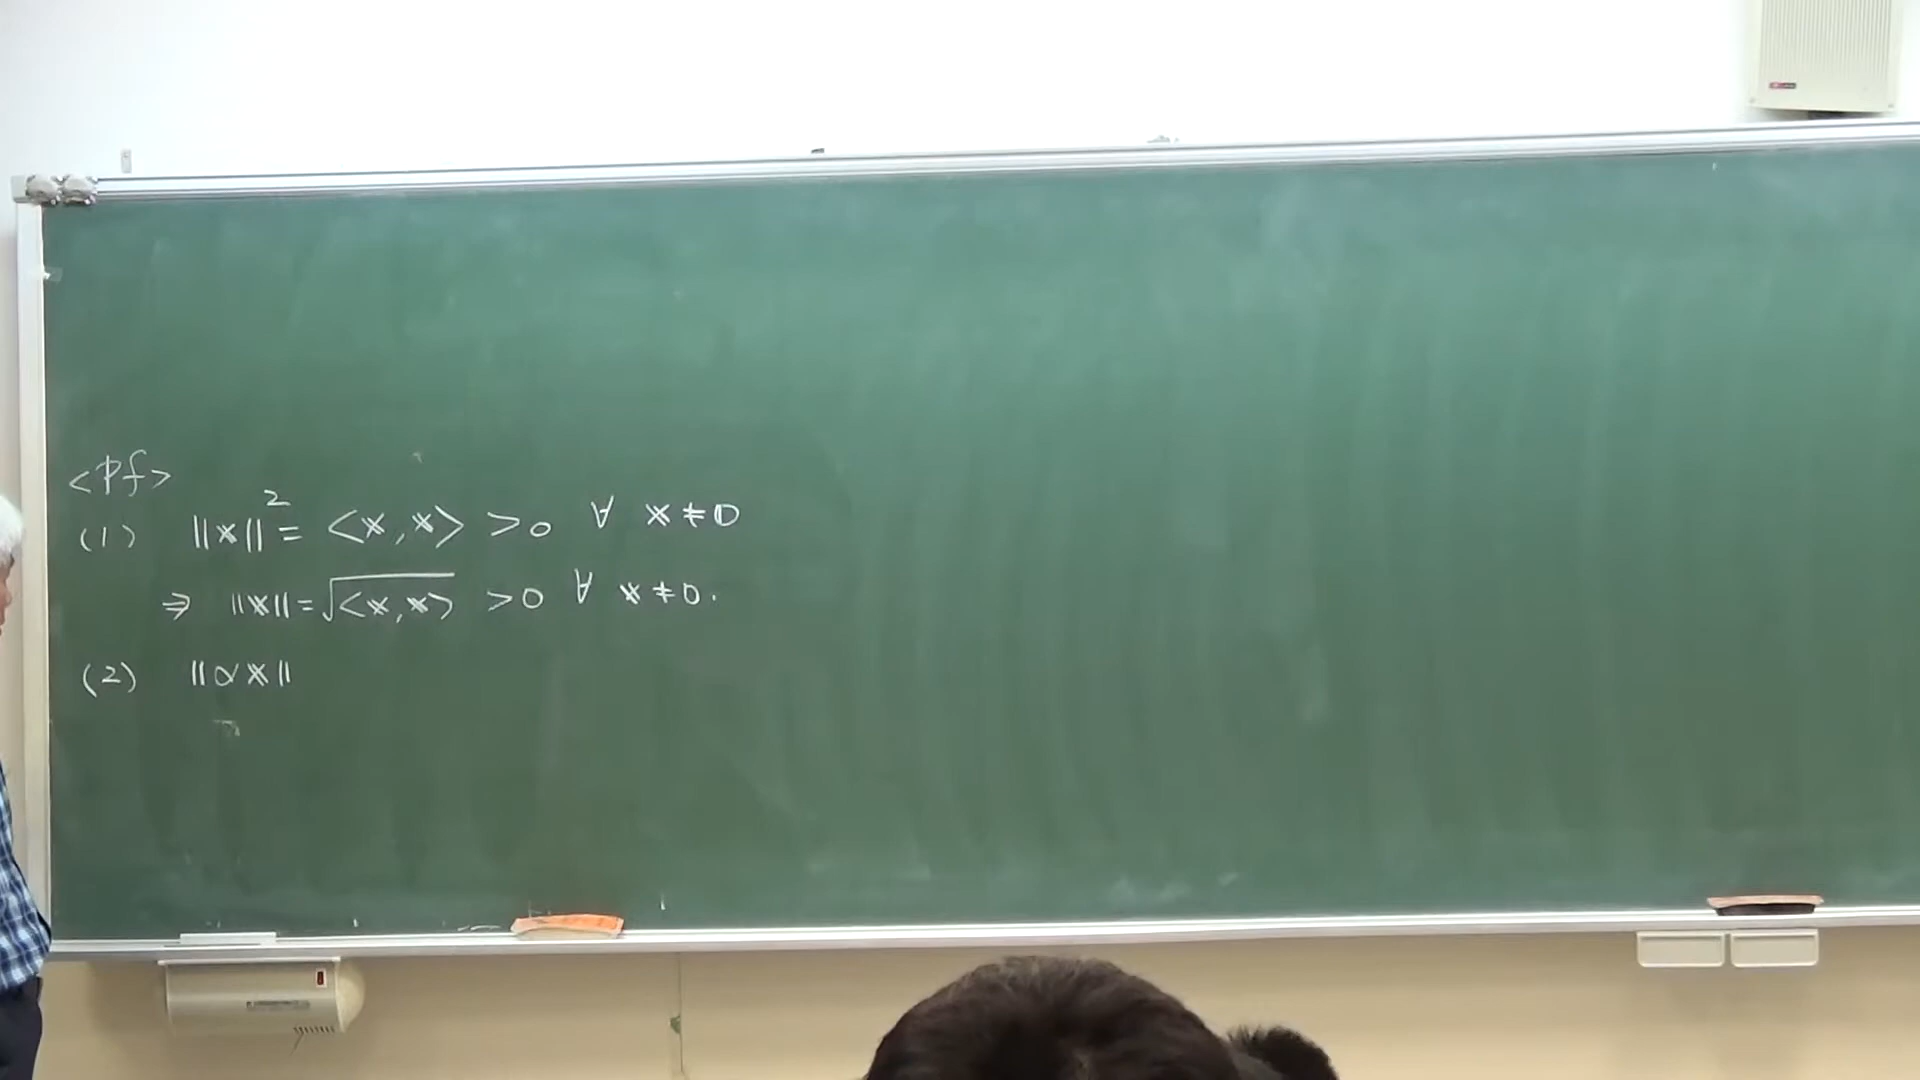 <pf>
(1) ||x||² = <x, x> >0 ∀ x≠0
⇒ ||x|| = √<x, x> >0 ∀ x≠0.
(2) ||αx||